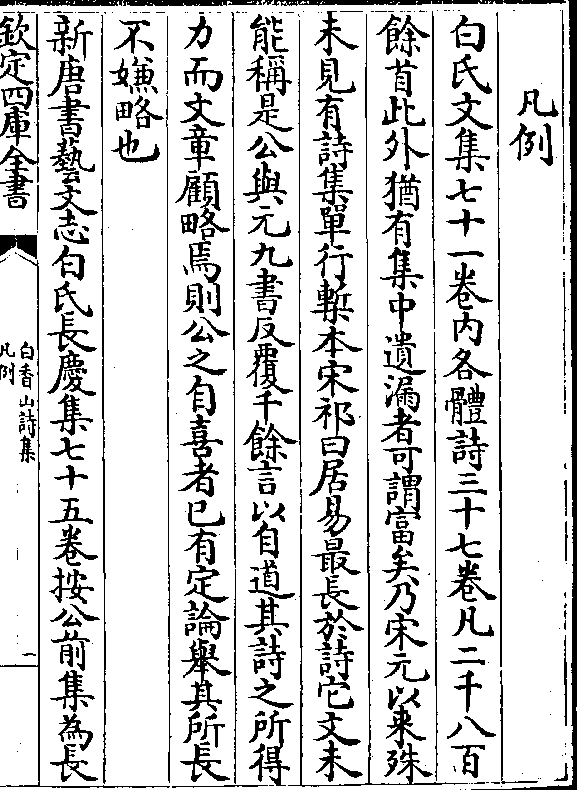 凡例
白氏文集七十一卷内各體詩三十七卷凡二千八百
餘首此外猶有集中遺漏者可謂富矣乃宋元以来殊
未見有詩集單行槧本宋祁曰居易最長於詩它文未
能稱是公與元九書反覆千餘言以自道其詩之所得
力而文章顧略焉則公之自喜者已有定論舉其所長
不嫌略也
新唐書藝文志白氏長慶集七十五卷按公前集為長
欽定四庫全書
白香山詩集
凡例
一